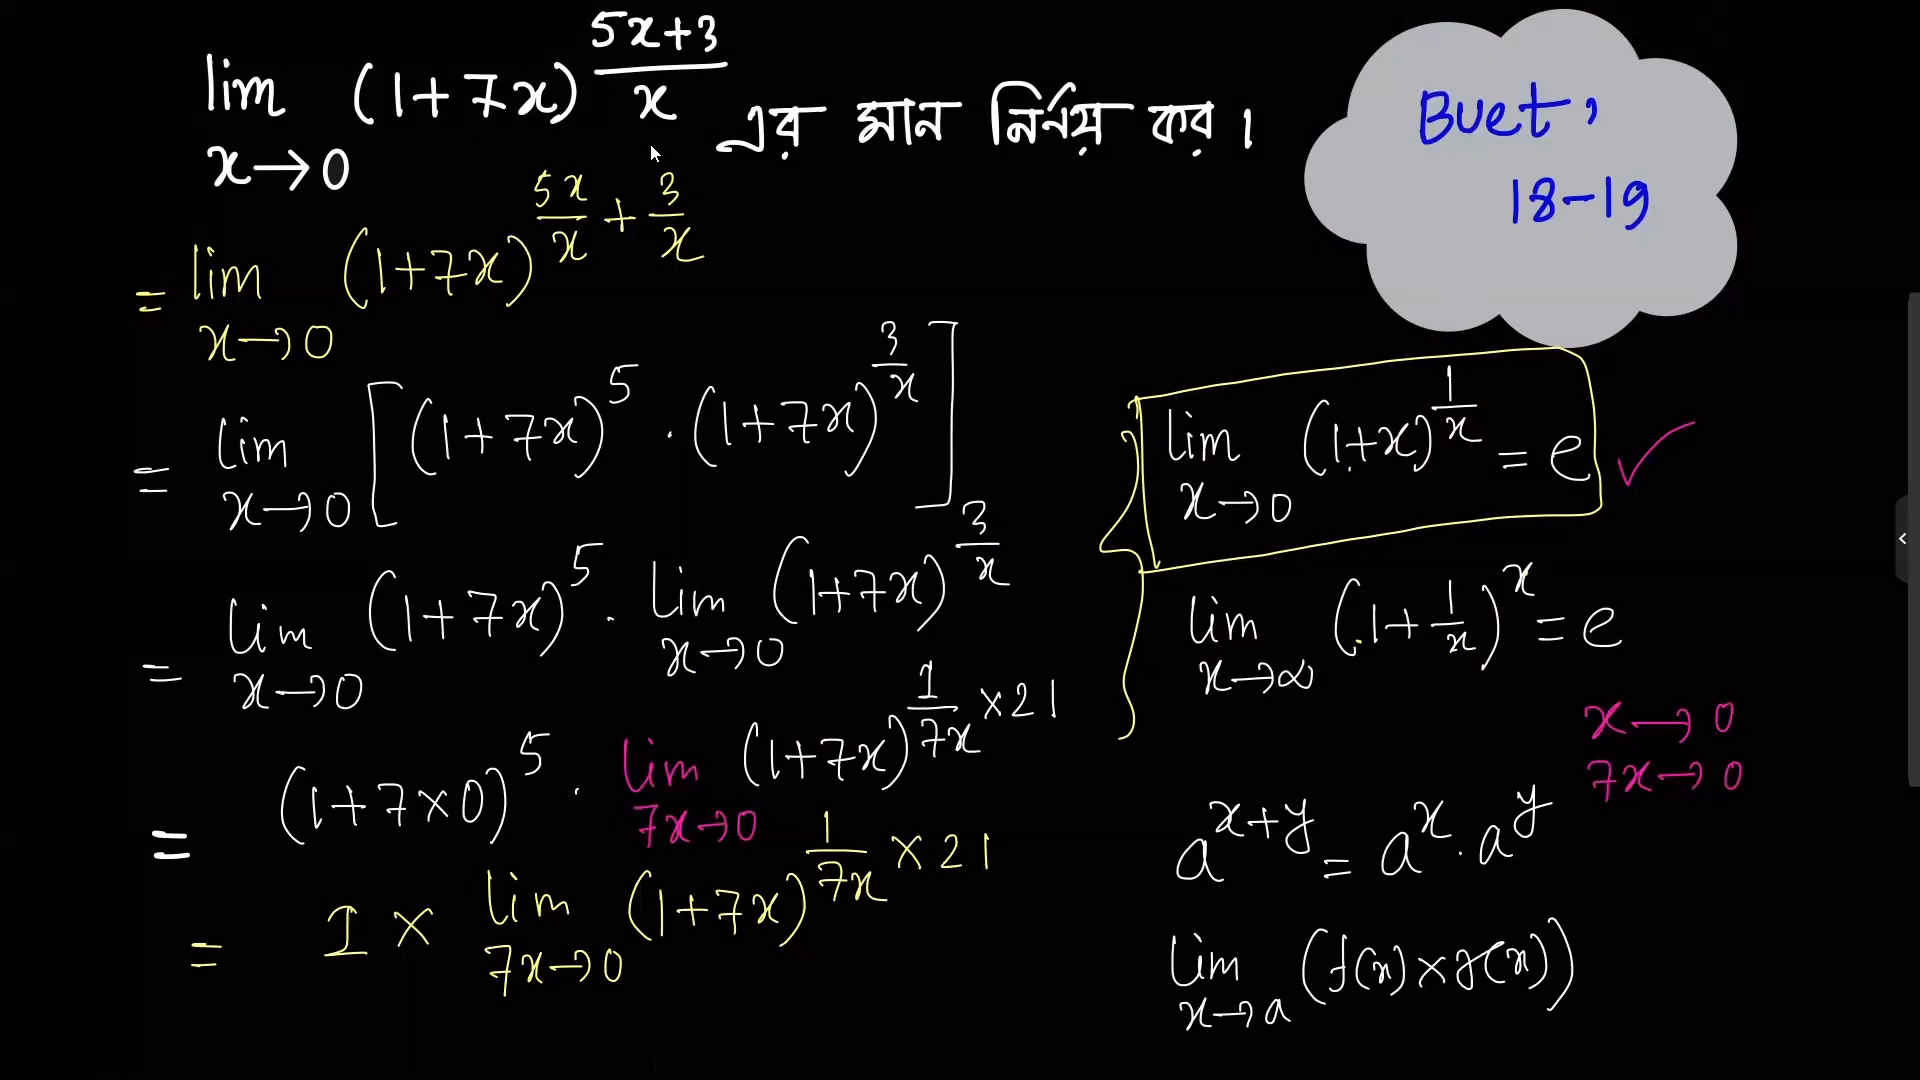 lim (1+7x)^((5x+3)/x) এর মান নির্ণয় কর।
x→0
= lim (1+7x)^(5x/x + 3/x)
x→0
= lim [(1+7x)^5 . (1+7x)^(3/x)]
x→0
= lim (1+7x)^5 . lim (1+7x)^(3/x)
x→0 x→0
= (1+7×0)^5 . lim (1+7x)^(1/7x ×21)
7x→0
= 1 × lim (1+7x)^(1/7x × 21)
7x→0
Buet,
18-19
lim (1+x)^(1/x) = e ✓
x→0
lim (1+1/x)^x = e
x→∞
x→0
7x→0
a^(x+y) = a^x . a^y
lim (f(x)×g(x))
x→a